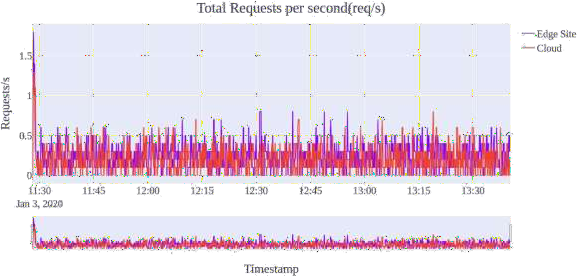 Total Requests per second(req/s)
Edge Site
Cloud
Requests/s
1.5
1
0.5
0
11:30 11:45 12:00 12:15 12:30 12:45 13:00 13:15 13:30
Jan 3, 2020
Timestamp